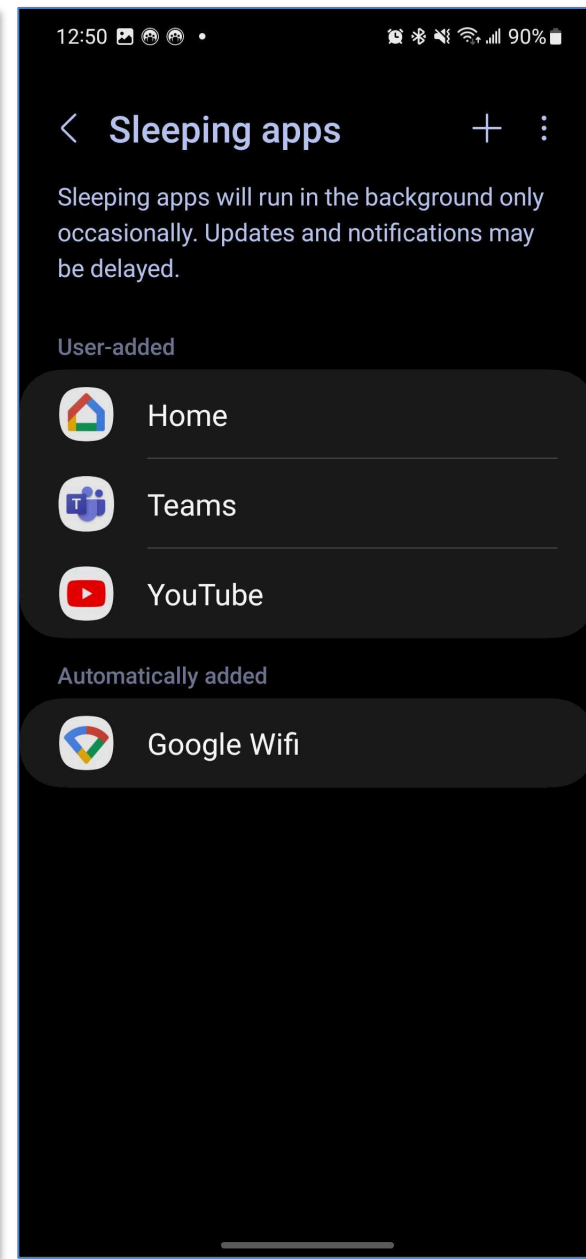 12:50 90%
Sleeping apps
Sleeping apps will run in the background only
occasionally. Updates and notifications may
be delayed.
User-added
Home
T
Teams
YouTube
Automatically added
Google Wifi